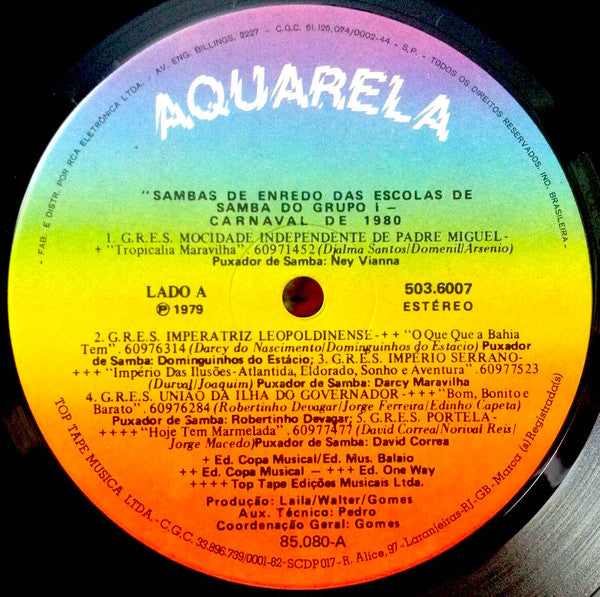 FAB. E DISTR. POR RCA ELETRÔNICA LTDA. - AV. ENG. BILLINGS, 2227 - C.G.C. 61.126.074/0002-44 - S.P. - TODOS OS DIREITOS RESERVADOS. IND. BRASILEIRA -
AQUARELA
"SAMBAS DE ENREDO DAS ESCOLAS DE
SAMBA DO GRUPO I -
CARNAVAL DE 1980
1. G.R.E.S. MOCIDADE INDEPENDENTE DE PADRE MIGUEL-
+ "Tropicalia Maravilha". 60971452 (Djalma Santos/Domenil/Arsenio)
Puxador de Samba: Ney Vianna
LADO A
503.6007
Ⓟ 1979
ESTÉREO
2. G.R.E.S. IMPERATRIZ LEOPOLDINENSE-++ "O Que Que a Bahia
Tem". 60976314 (Darcy do Nascimento/Dominguinhos do Estácio) Puxador
de Samba: Dominguinhos do Estácio; 3. G.R.E.S. IMPÉRIO SERRANO-
+++ "Império Das Ilusões-Atlantida, Eldorado, Sonho e Aventura". 60977523
(Durval/Joaquim) Puxador de Samba: Darcy Maravilha
4. G.R.E.S. UNIÃO DA ILHA DO GOVERNADOR-++ "Bom, Bonito e
Barato". 60976284 (Robertinho Devagar/Jorge Ferreira/Edinho Capeta)
Puxador de Samba: Robertinho Devagar; 5. G.R.E.S. PORTELA-
++++ "Hoje Tem Marmelada". 60977477 (David Correa/Norival Reis/
Jorge Macedo) Puxador de Samba: David Correa
+ Ed. Copa Musical/Ed. Mus. Balaio
++ Ed. Copa Musical - +++ Ed. One Way
++++ Top Tape Edições Musicais Ltda.
Produção: Laila/Walter/Gomes
Aux. Técnico: Pedro
Coordenação Geral: Gomes
85.080-A
TOP TAPE MUSICA LTDA. - C.G.C. 33.896.739/0001-82 - SCDP 017 - R. Alice, 97 - Laranjeiras-RJ-GB - Marca(s) Registrada(s)